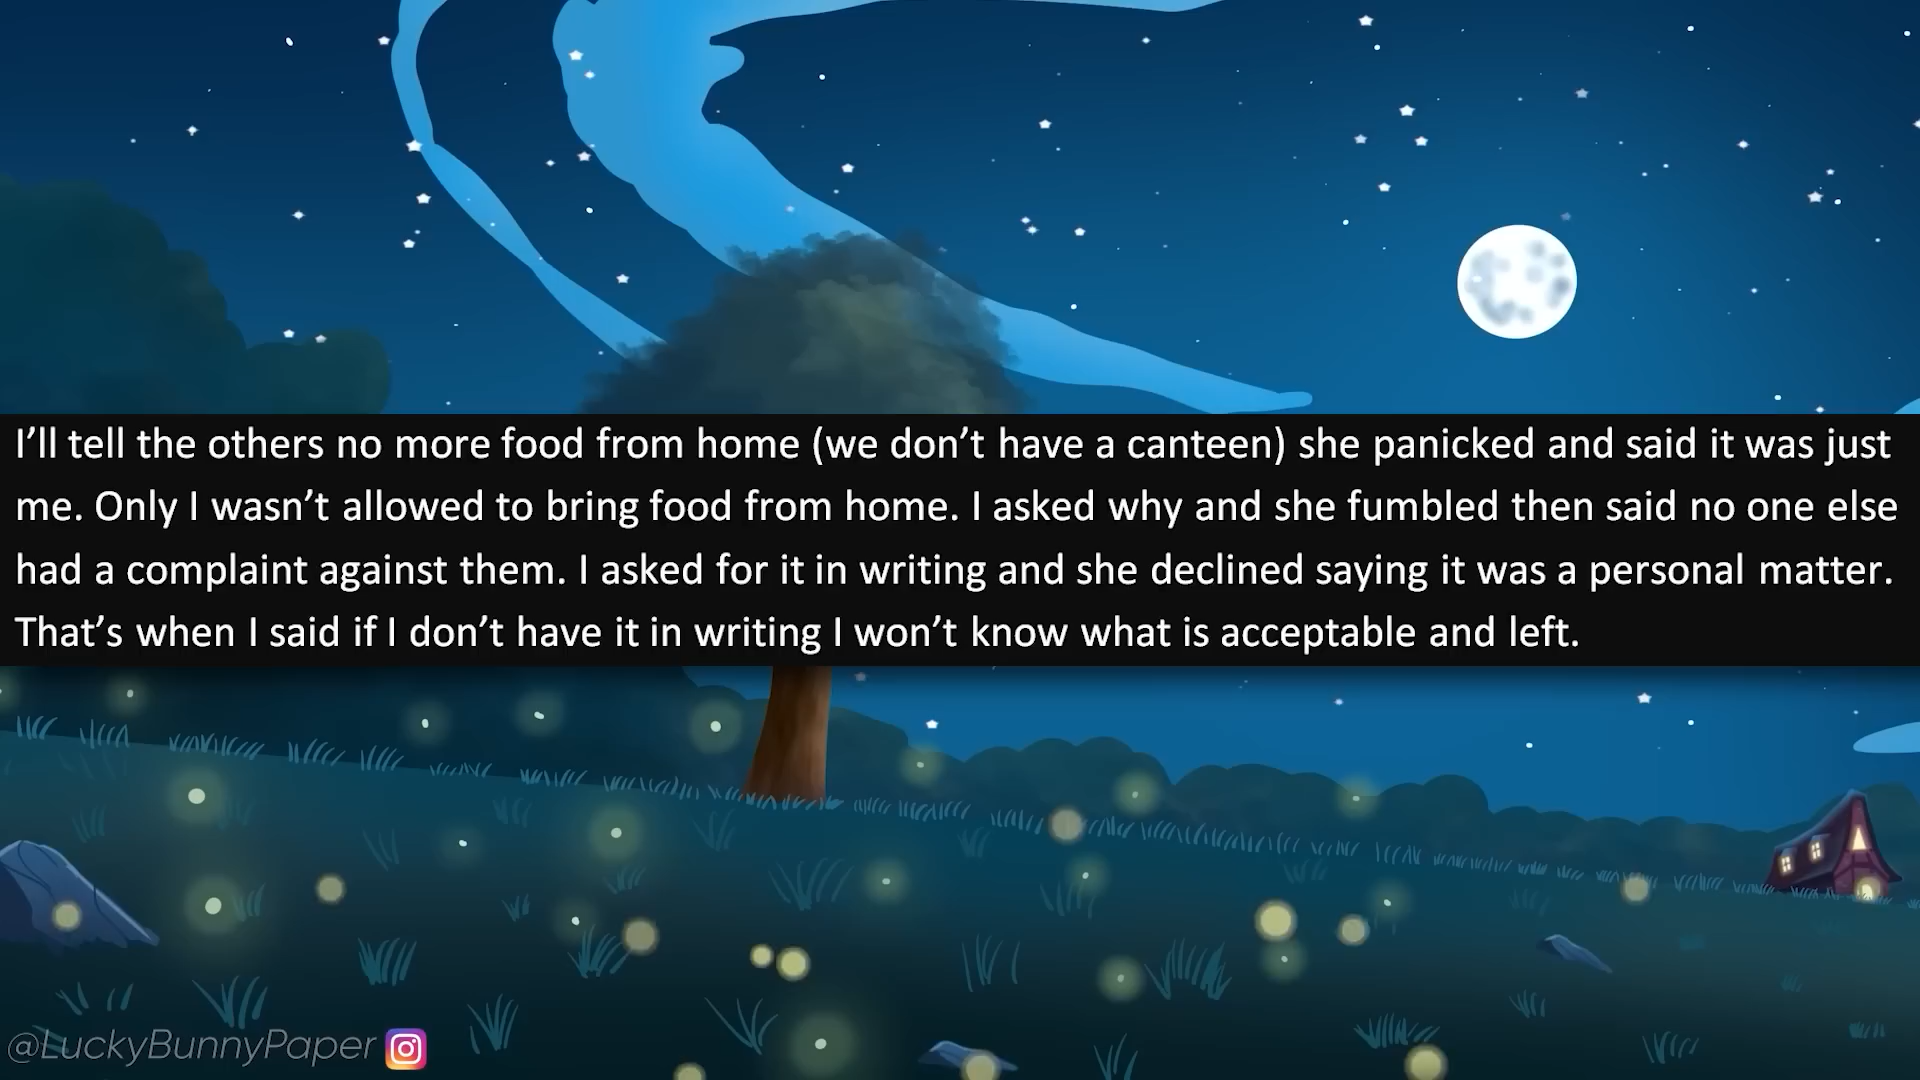 I’ll tell the others no more food from home (we don’t have a canteen) she panicked and said it was just
me. Only I wasn’t allowed to bring food from home. I asked why and she fumbled then said no one else
had a complaint against them. I asked for it in writing and she declined saying it was a personal matter.
That’s when I said if I don’t have it in writing I won’t know what is acceptable and left.
@LuckyBunnyPaper